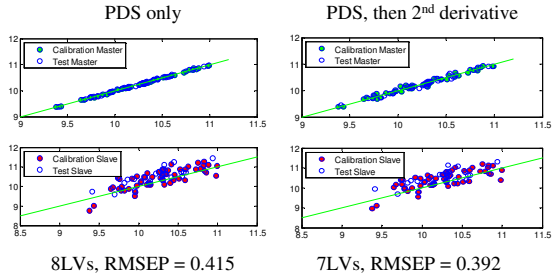 PDS only
PDS, then 2nd derivative
12
11
10
9
Calibration Master
Test Master
9 9.5 10 10.5 11 11.5
12
11
10
9
Calibration Master
Test Master
9 9.5 10 10.5 11 11.5
12
11
10
9
8
Calibration Slave
Test Slave
8.5 9 9.5 10 10.5 11 11.5
12
11
10
9
8
Calibration Slave
Test Slave
8.5 9 9.5 10 10.5 11 11.5
8LVs, RMSEP = 0.415
7LVs, RMSEP = 0.392